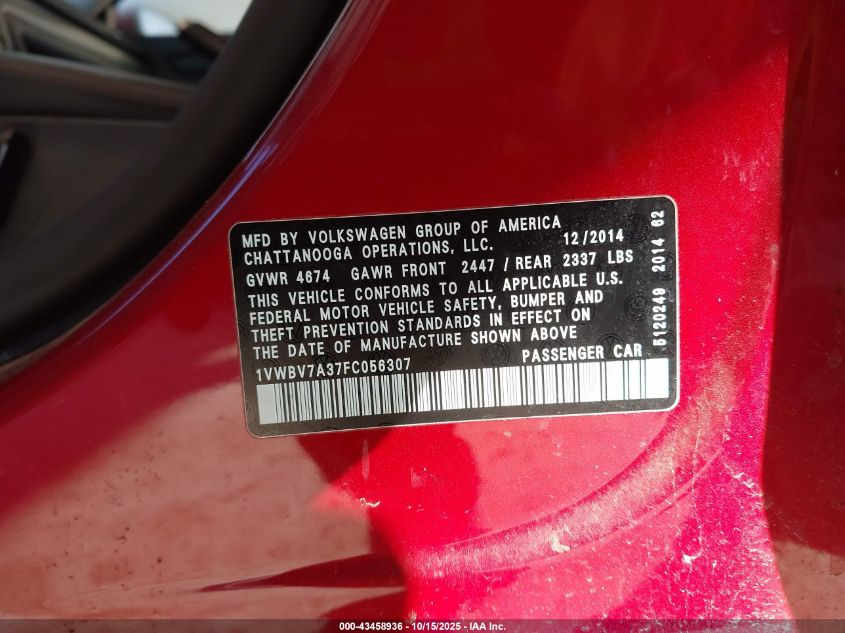 MFD BY VOLKSWAGEN GROUP OF AMERICA
CHATTANOOGA OPERATIONS, LLC. 12/2014
GVWR 4674 GAWR FRONT 2447 / REAR 2337 LBS
THIS VEHICLE CONFORMS TO ALL APPLICABLE U.S.
FEDERAL MOTOR VEHICLE SAFETY, BUMPER AND
THEFT PREVENTION STANDARDS IN EFFECT ON
THE DATE OF MANUFACTURE SHOWN ABOVE
1VWBV7A37FC056307 PASSENGER CAR
5120249 2014 62
000-43458936 - 10/15/2025 - IAA Inc.